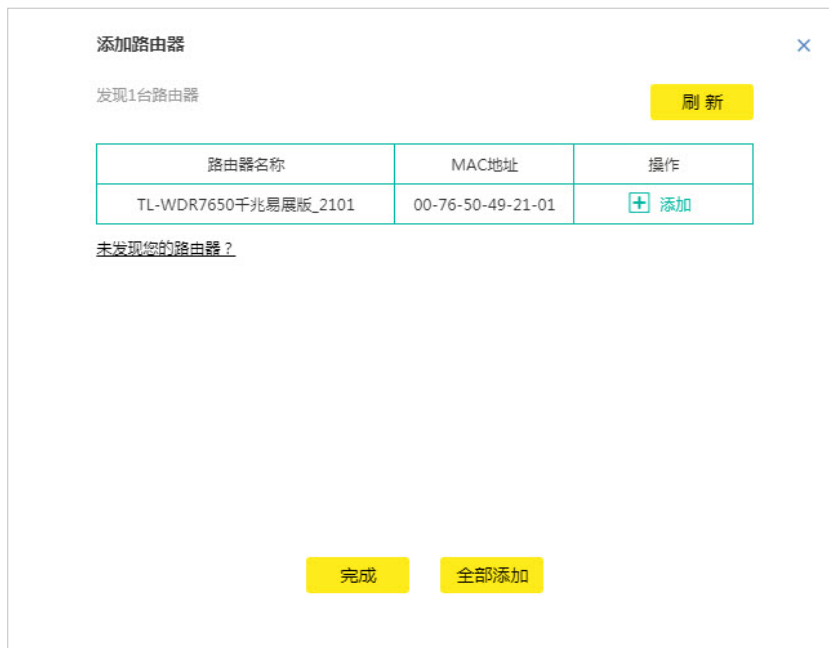 添加路由器
发现1台路由器
刷 新
路由器名称 MAC地址 操作
TL-WDR7650千兆易展版_2101 00-76-50-49-21-01 添加
未发现您的路由器？
完成 全部添加